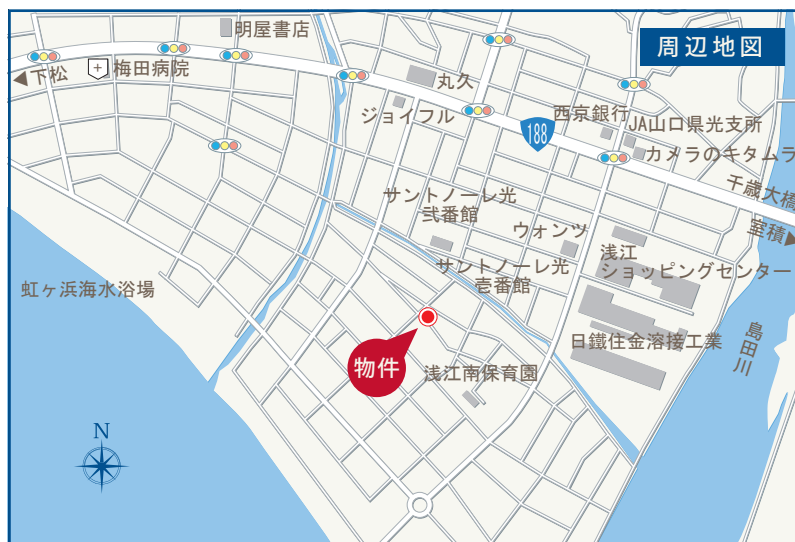 周辺地図
明屋書店
下松
梅田病院
丸久
ジョイフル
188
西京銀行
JA山口県光支所
カメラのキタムラ
千歳大橋
室積
サントノーレ光
弐番館
ウォンツ
サントノーレ光
壱番館
浅江
ショッピングセンター
虹ヶ浜海水浴場
日鐵住金溶接工業
島田川
物件
浅江南保育園
N